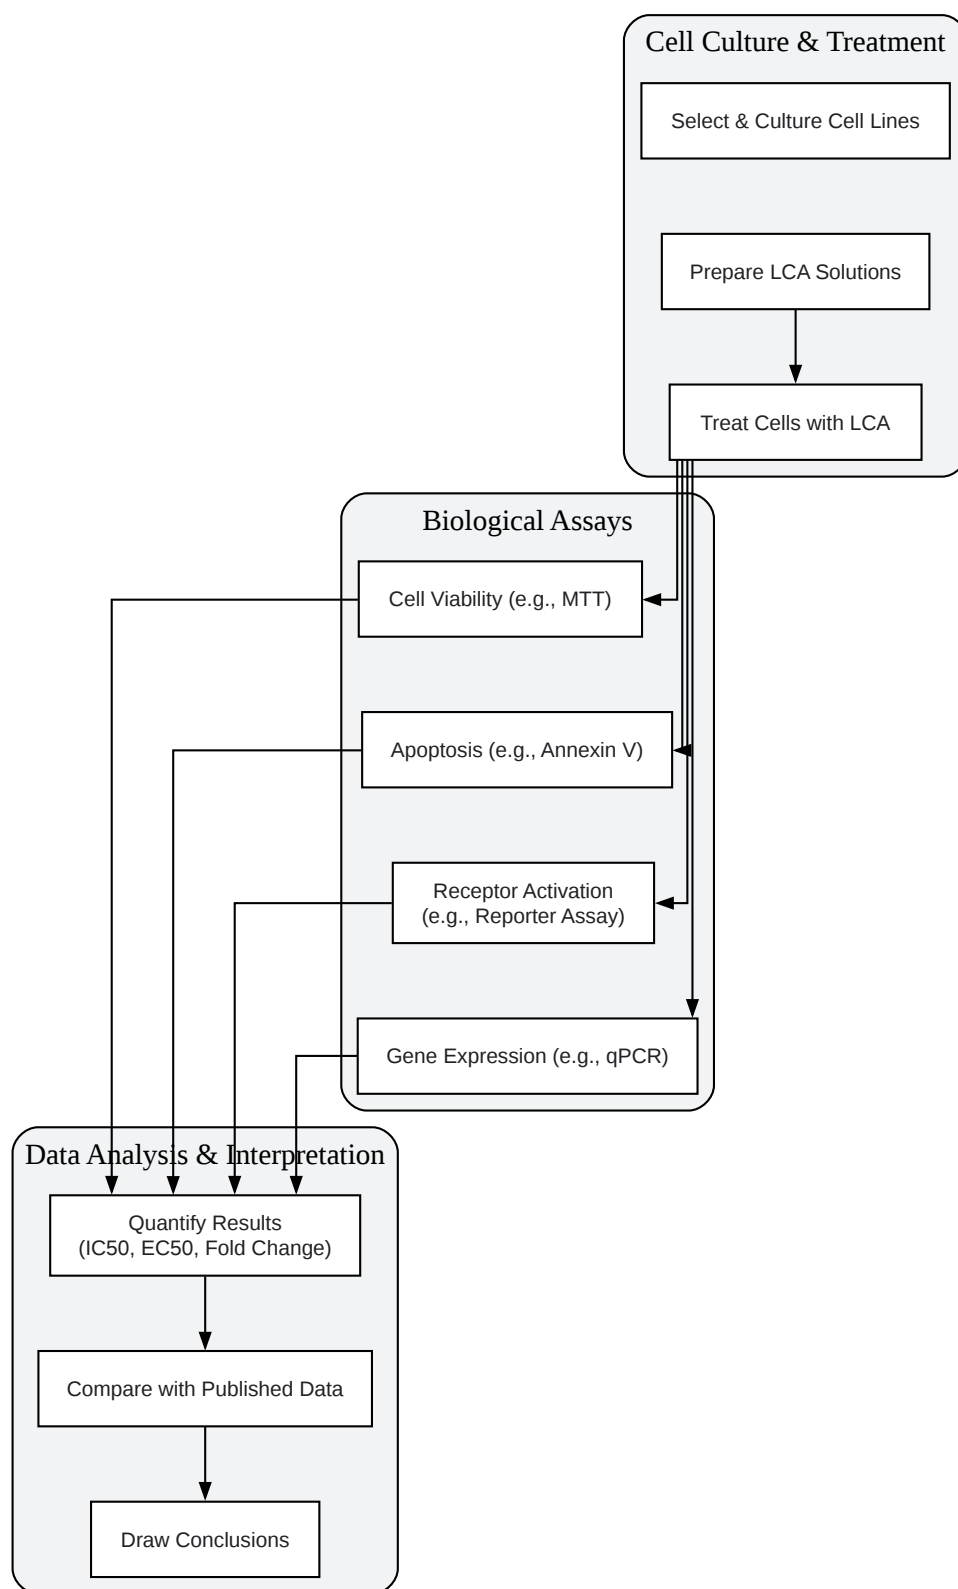 Cell Culture & Treatment
Select & Culture Cell Lines
Prepare LCA Solutions
Treat Cells with LCA
Biological Assays
Cell Viability (e.g., MTT)
Apoptosis (e.g., Annexin V)
Receptor Activation
(e.g., Reporter Assay)
Gene Expression (e.g., qPCR)
Data Analysis & Interpretation
Quantify Results
(IC50, EC50, Fold Change)
Compare with Published Data
Draw Conclusions